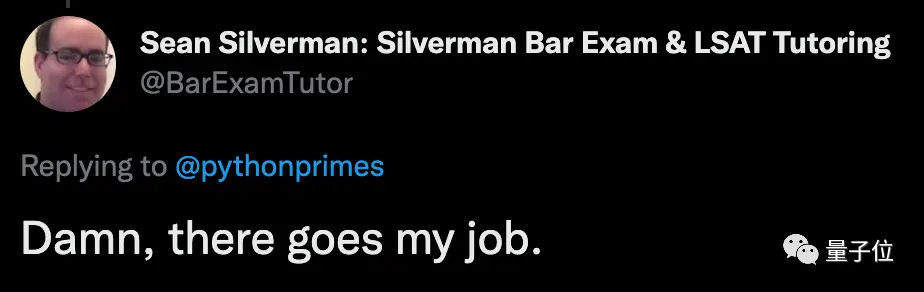 Sean Silverman: Silverman Bar Exam & LSAT Tutoring
@BarExamTutor
Replying to @pythonprimes
Damn, there goes my job.
量子位